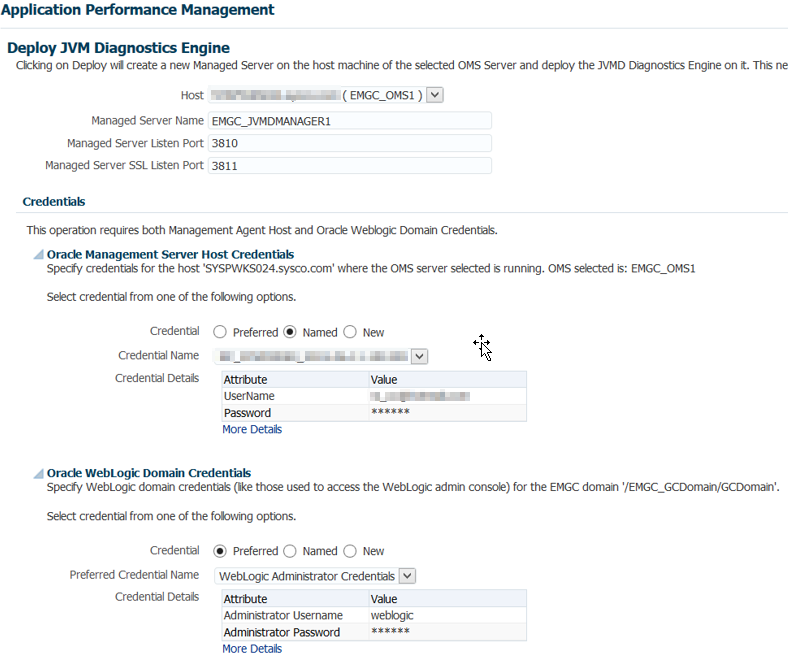 Application Performance Management
Deploy JVM Diagnostics Engine
Clicking on Deploy will create a new Managed Server on the host machine of the selected OMS Server and deploy the JVMD Diagnostics Engine on it. This ne
Host ( EMGC_OMS1 )
Managed Server Name EMGC_JVMDMANAGER1
Managed Server Listen Port 3810
Managed Server SSL Listen Port 3811
Credentials
This operation requires both Management Agent Host and Oracle Weblogic Domain Credentials.
Oracle Management Server Host Credentials
Specify credentials for the host 'SYSPWKS024.sysco.com' where the OMS server selected is running. OMS selected is: EMGC_OMS1
Select credential from one of the following options.
Credential Preferred Named New
Credential Name
Credential Details Attribute Value
UserName
Password ******
More Details
Oracle WebLogic Domain Credentials
Specify WebLogic domain credentials (like those used to access the WebLogic admin console) for the EMGC domain '/EMGC_GCDomain/GCDomain'.
Select credential from one of the following options.
Credential Preferred Named New
Preferred Credential Name WebLogic Administrator Credentials
Credential Details Attribute Value
Administrator Username weblogic
Administrator Password ******
More Details